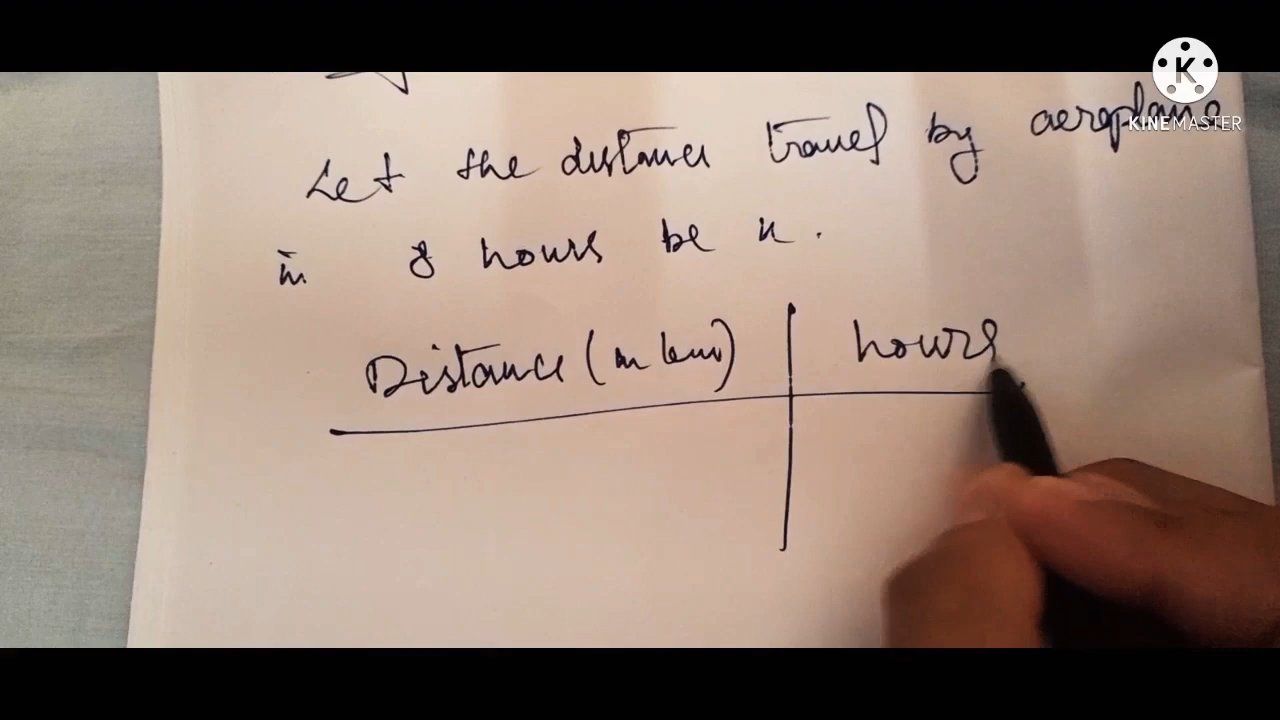 K
KINEMASTER
Let the distance travel by aeroplane
in 8 hours be x.
Distance (in km) hours